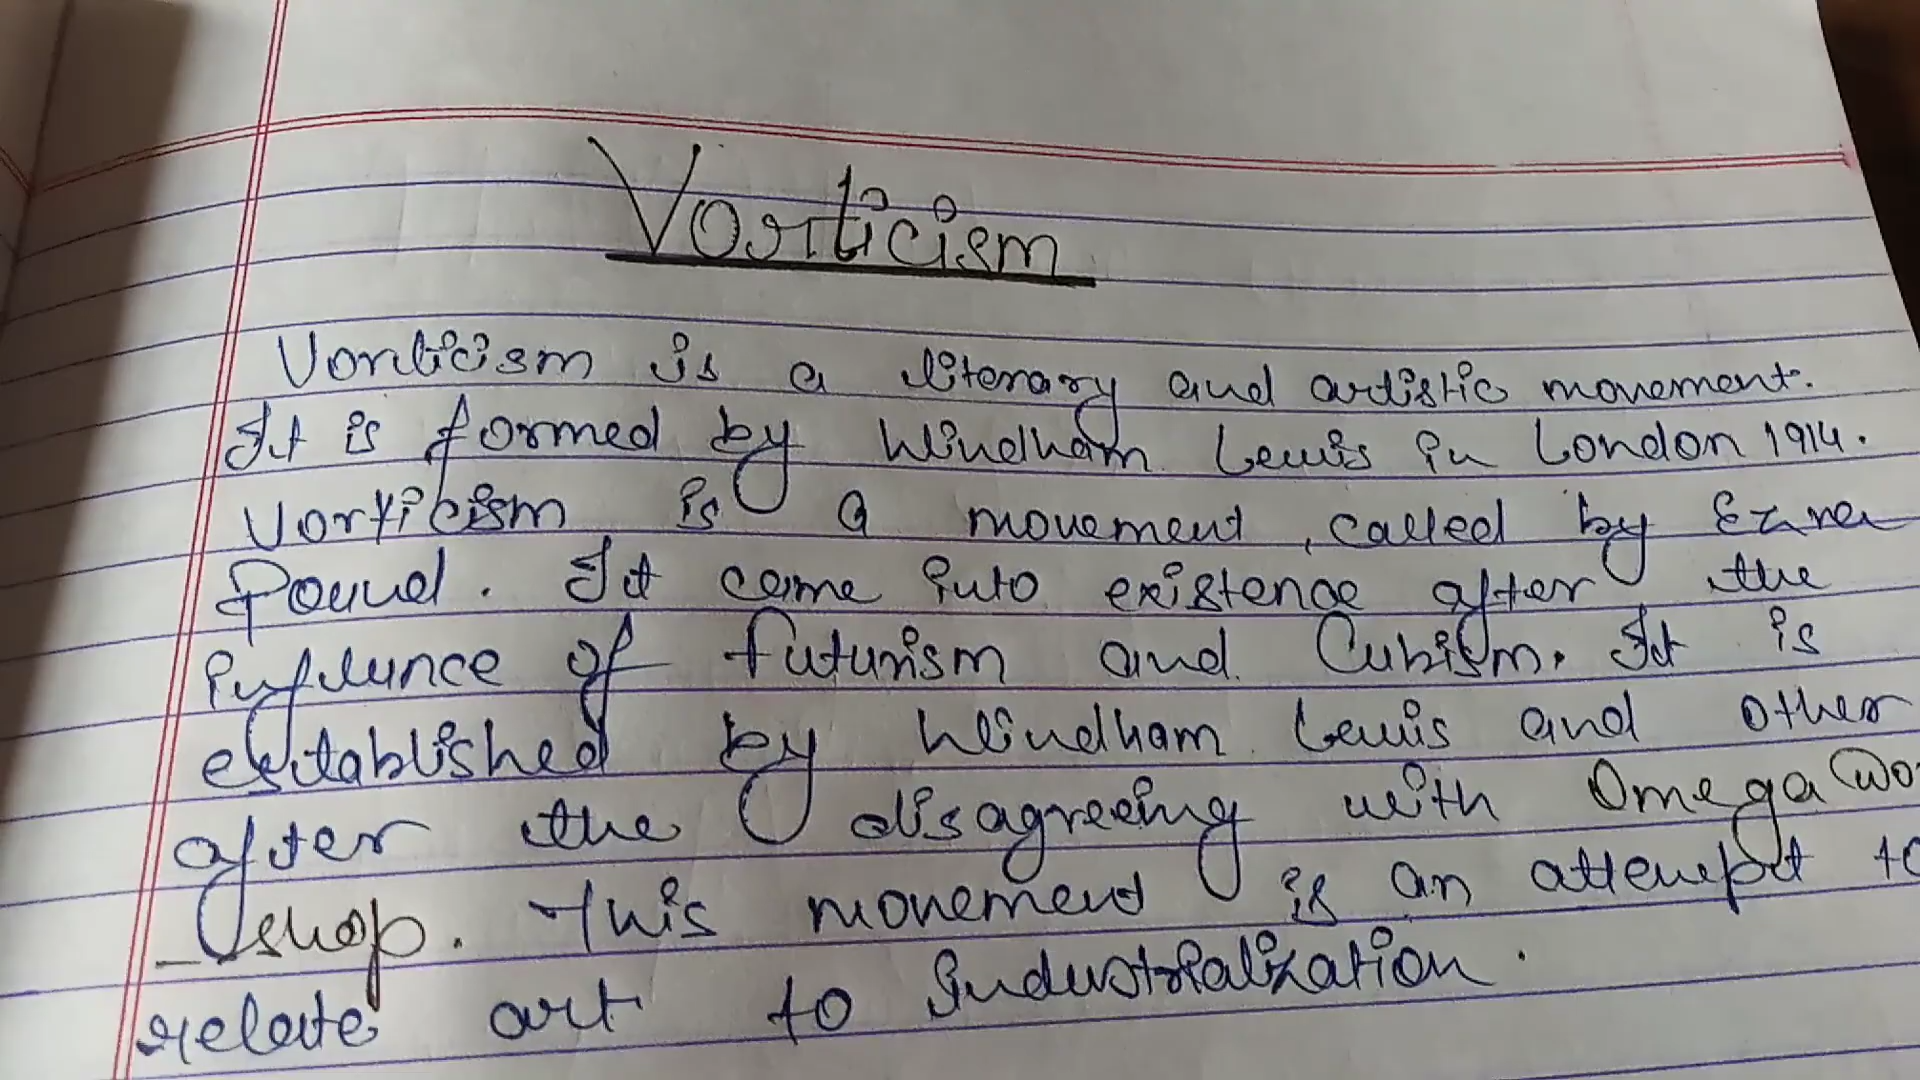 Vorticism
Vorticism is a literary and artistic movement.
It is formed by Windham Lewis in London 1914.
Vorticism is a movement, called by Ezra
Pound. It came into existence after the
influnce of futurism and Cubism. It is
established by Windham Lewis and other
after the disagreeing with Omega Wo
_ shop. This movement is an attempt to
relate art to Industrialization.